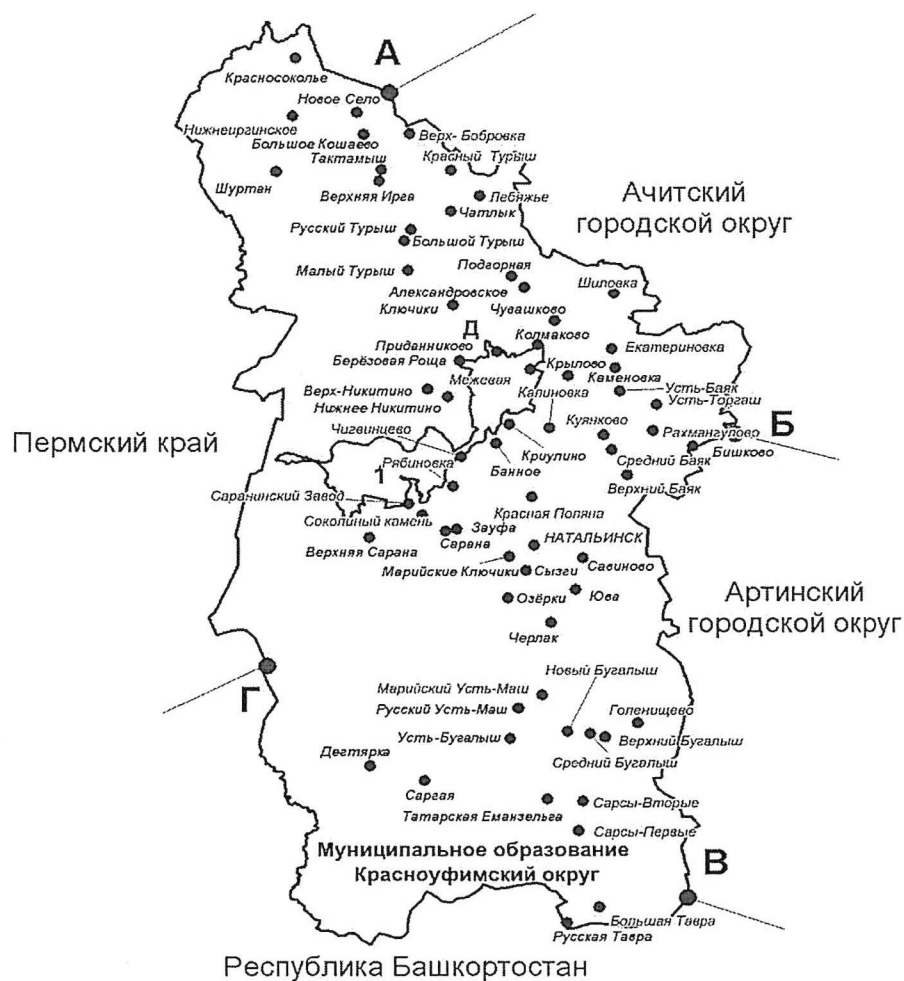 А
Красносоколье
Новое Село
Нижнеиргинское
Верх- Бобровка
Большое Кошаево
Тактамыш
Красный Турыш
Шуртан
Верхняя Ирга
Лебяжье
Чатлык
Ачитский
городской округ
Русский Турыш
Большой Турыш
Малый Турыш
Подгорная
Александровское
Шиловка
Ключики
Чувашково
Д
Колмаково
Приданниково
Екатериновка
Берёзовая Роща
Крылово
Межевая
Каменовка
Усть-Баяк
Верх-Никитино
Калиновка
Усть-Торгаш
Нижнее Никитино
Куянково
Б
Чигвинцево
Рахмангулово
Пермский край
Криулино
Бишково
Рябиновка
Банное
Средний Баяк
1
Верхний Баяк
Саранинский Завод
Красная Поляна
Соколиный камень
Зауфа
Сарана
НАТАЛЬИНСК
Верхняя Сарана
Марийские Ключики
Сызги
Савиново
Озёрки
Юва
Артинский
городской округ
Черлак
Г
Новый Бугалыш
Марийский Усть-Маш
Русский Усть-Маш
Голенищево
Усть-Бугалыш
Верхний Бугалыш
Дегтярка
Средний Бугалыш
Саргая
Сарсы-Вторые
Татарская Еманзельга
Сарсы-Первые
Муниципальное образование
Красноуфимский округ
В
Большая Тавра
Русская Тавра
Республика Башкортостан